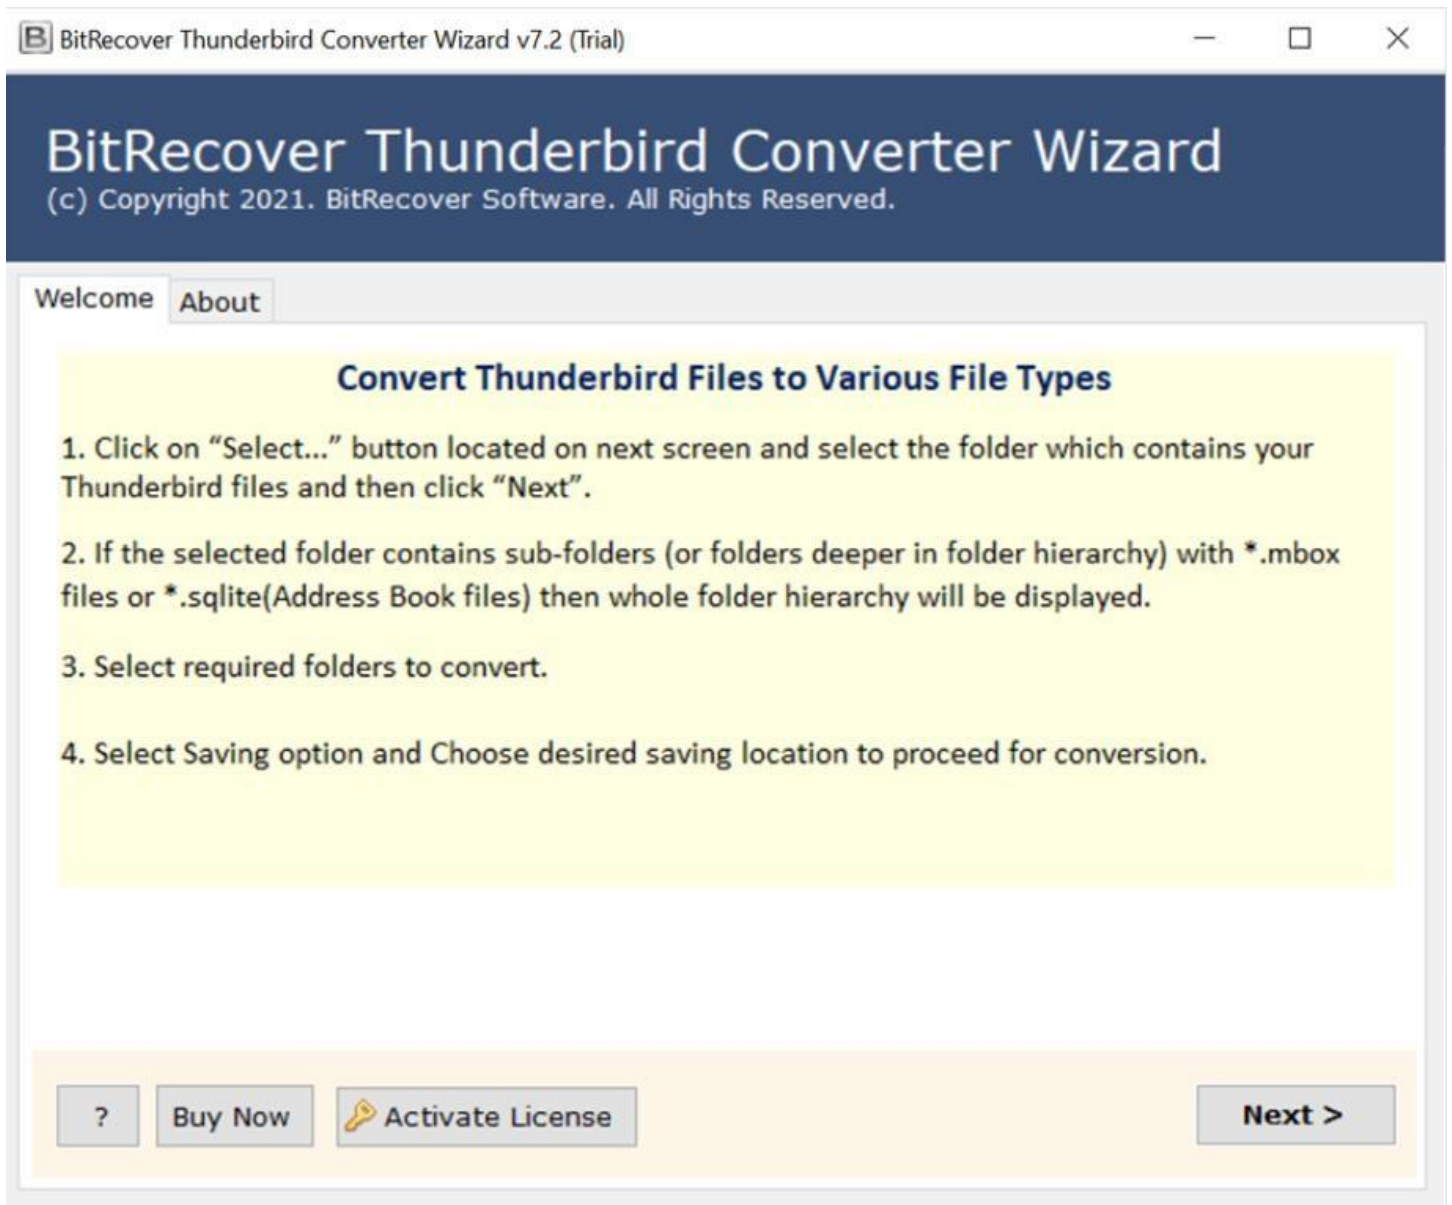 B BitRecover Thunderbird Converter Wizard v7.2 (Trial)
BitRecover Thunderbird Converter Wizard
(c) Copyright 2021. BitRecover Software. All Rights Reserved.
Welcome About
Convert Thunderbird Files to Various File Types
1. Click on “Select...” button located on next screen and select the folder which contains your
Thunderbird files and then click “Next”.
2. If the selected folder contains sub-folders (or folders deeper in folder hierarchy) with *.mbox
files or *.sqlite(Address Book files) then whole folder hierarchy will be displayed.
3. Select required folders to convert.
4. Select Saving option and Choose desired saving location to proceed for conversion.
? Buy Now Activate License Next >